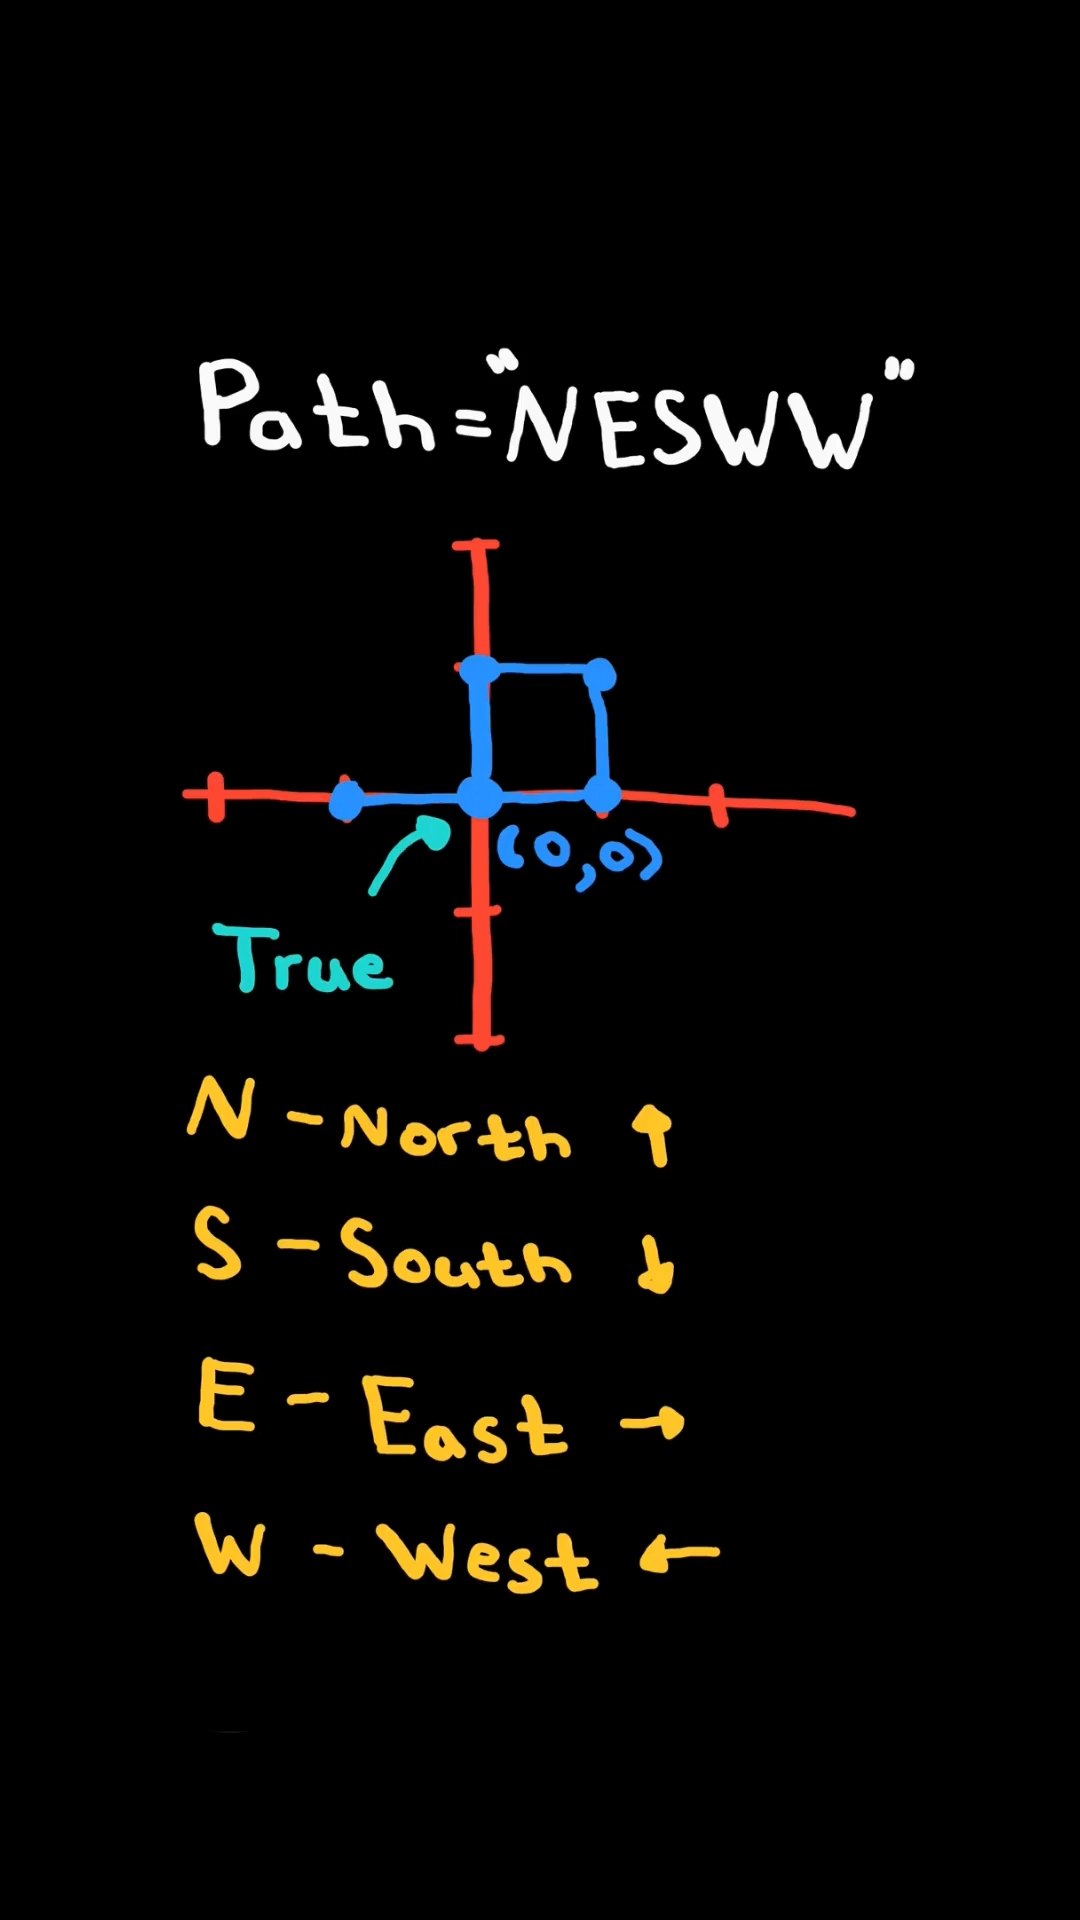 Path="NESWW"
(0,0)
True
N - North ↑
S - South ↓
E - East →
W - West ←